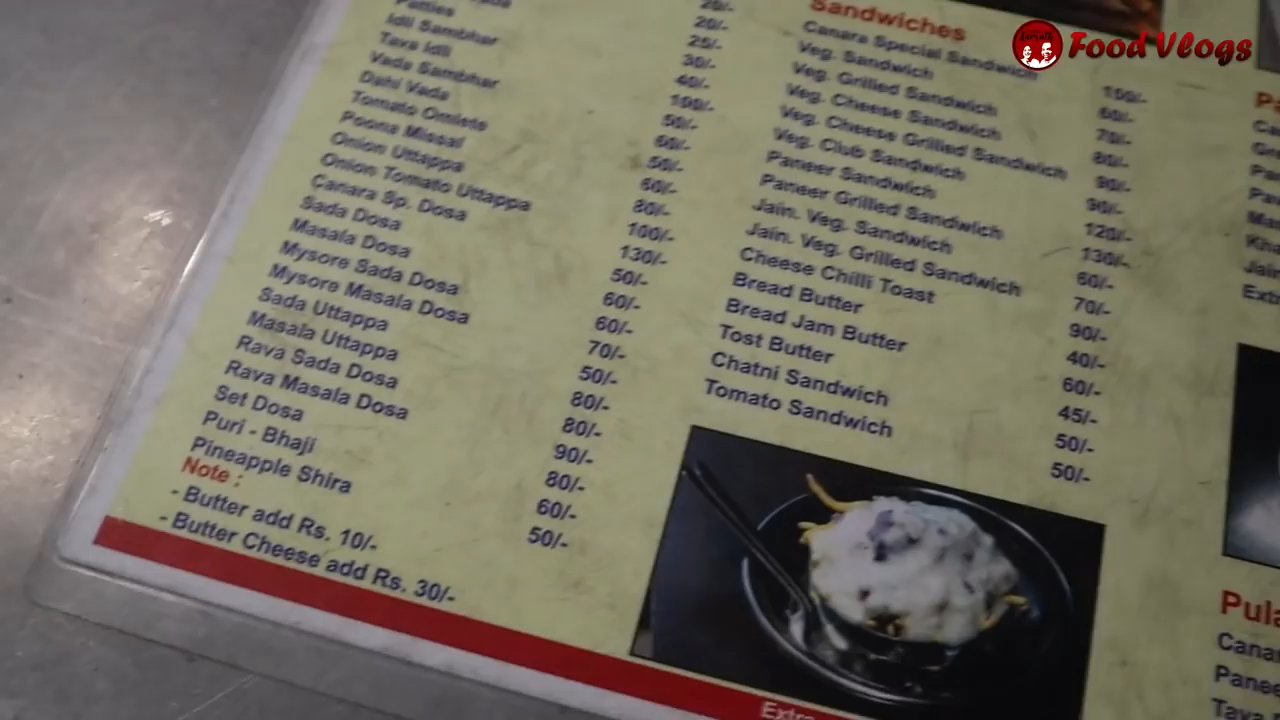 Patties 30/-
Idli Sambhar 40/-
Tava Idli 100/-
Vada Sambhar 50/-
Dahi Vada 60/-
Tomato Omlete 50/-
Poona Missal 60/-
Onion Uttappa 80/-
Onion Tomato Uttappa 100/-
Canara Sp. Dosa 130/-
Sada Dosa 50/-
Masala Dosa 60/-
Mysore Sada Dosa 60/-
Mysore Masala Dosa 70/-
Sada Uttappa 50/-
Masala Uttappa 80/-
Rava Sada Dosa 80/-
Rava Masala Dosa 90/-
Set Dosa 80/-
Puri - Bhaji 60/-
Pineapple Shira 50/-
Note :
- Butter add Rs. 10/-
- Butter Cheese add Rs. 30/-
Sandwiches
Canara Special Sandwich 100/-
Veg. Sandwich 60/-
Veg. Grilled Sandwich 70/-
Veg. Cheese Sandwich 80/-
Veg. Cheese Grilled Sandwich 90/-
Veg. Club Sandwich 90/-
Paneer Sandwich 120/-
Paneer Grilled Sandwich 130/-
Jain. Veg. Sandwich 60/-
Jain. Veg. Grilled Sandwich 70/-
Cheese Chilli Toast 90/-
Bread Butter 40/-
Bread Jam Butter 60/-
Tost Butter 45/-
Chatni Sandwich 50/-
Tomato Sandwich 50/-
Extra
Food Vlogs